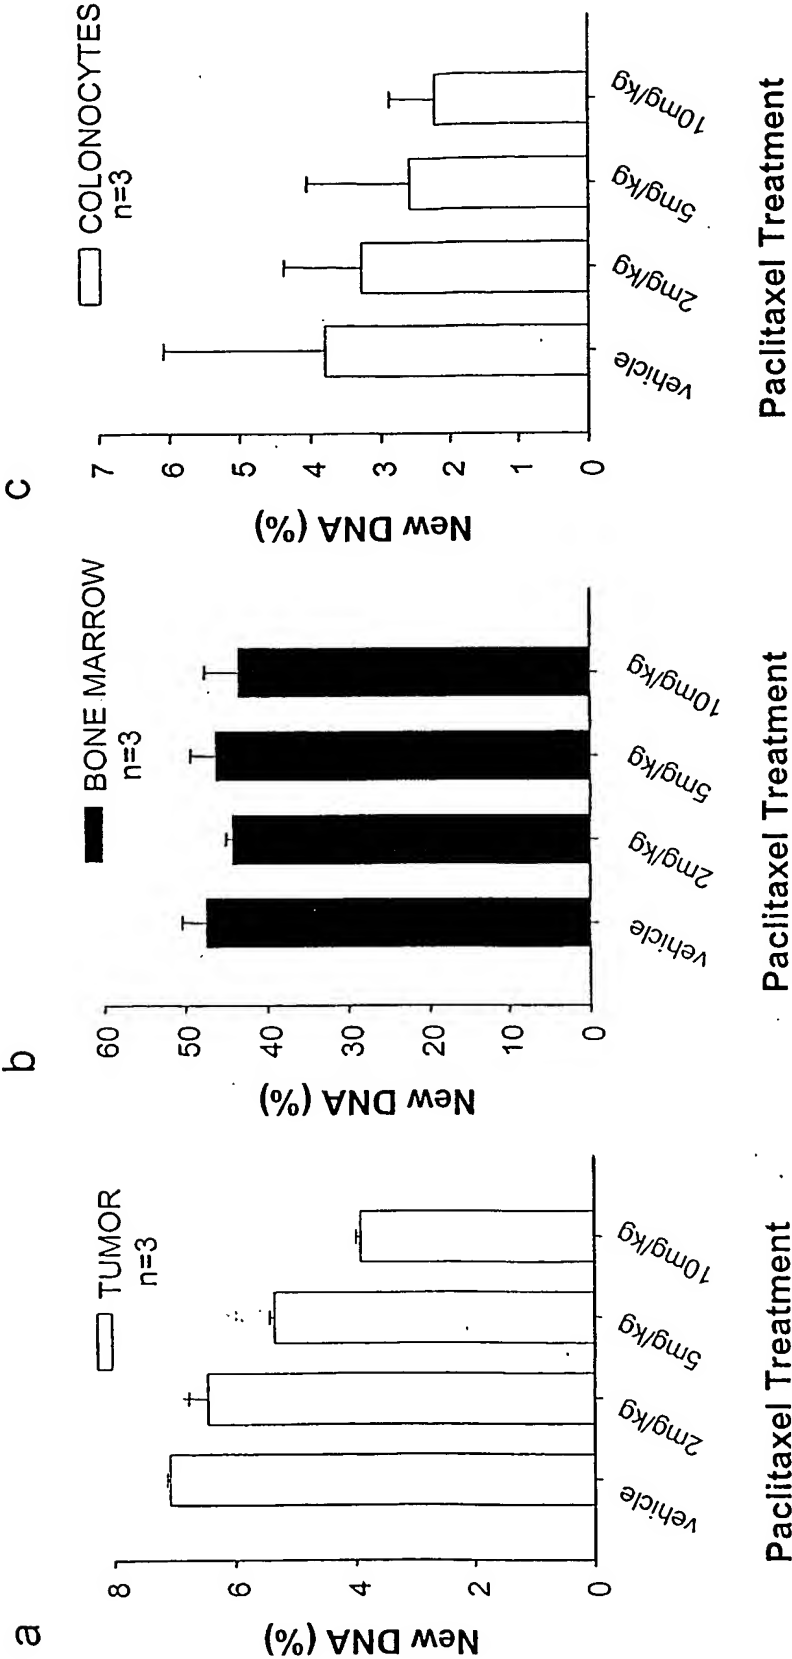 a
TUMOR
n=3
New DNA (%)
8
6
4
2
0
vehicle
2mg/kg
5mg/kg
10mg/kg
Paclitaxel Treatment
b
BONE MARROW
n=3
New DNA (%)
60
50
40
30
20
10
0
vehicle
2mg/kg
5mg/kg
10mg/kg
Paclitaxel Treatment
c
COLONOCYTES
n=3
New DNA (%)
7
6
5
4
3
2
1
0
vehicle
2mg/kg
5mg/kg
10mg/kg
Paclitaxel Treatment